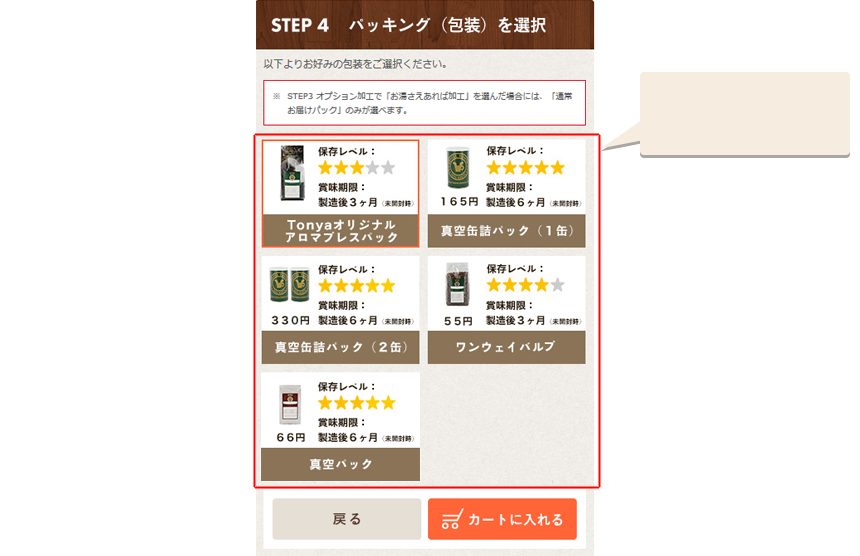 STEP 4 パッキング（包装）を選択
以下よりお好みの包装をご選択ください。
※ STEP3 オプション加工で「お湯さえあれば加工」を選んだ場合には、「通常
お届けパック」のみが選べます。
保存レベル：
賞味期限：
製造後３ヶ月（未開封時）
Tonyaオリジナル
アロマブレスパック
保存レベル：
賞味期限：
１６５円 製造後６ヶ月（未開封時）
真空缶詰パック（１缶）
保存レベル：
賞味期限：
３３０円 製造後６ヶ月（未開封時）
真空缶詰パック（２缶）
保存レベル：
賞味期限：
５５円 製造後３ヶ月（未開封時）
ワンウェイバルブ
保存レベル：
賞味期限：
６６円 製造後６ヶ月（未開封時）
真空パック
戻る
カートに入れる